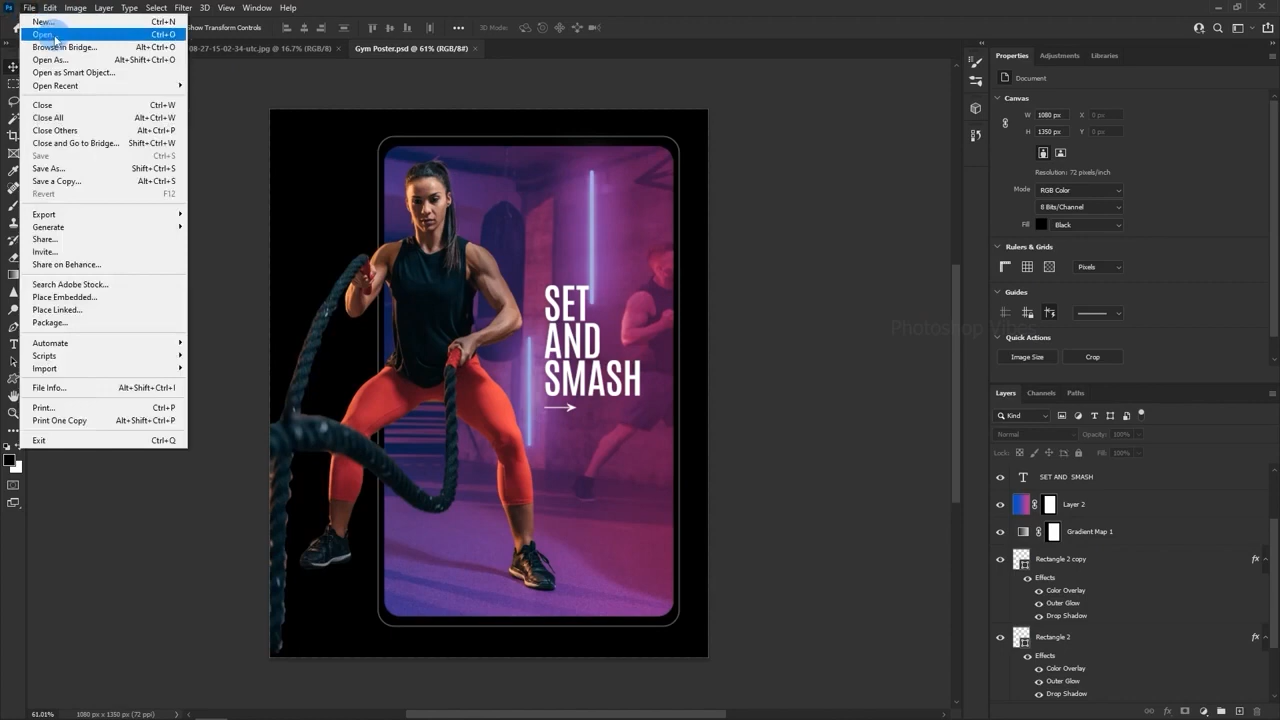 Ps File Edit Image Layer Type Select Filter 3D View Window Help
Show Transform Controls
3D Mode:
08-27-15-02-34-utc.jpg @ 16.7% (RGB/8) ×
Gym Poster.psd @ 61% (RGB/8#) ×
New... Ctrl+N
Open... Ctrl+O
Browse in Bridge... Alt+Ctrl+O
Open As... Alt+Shift+Ctrl+O
Open as Smart Object...
Open Recent
Close Ctrl+W
Close All Alt+Ctrl+W
Close Others Alt+Ctrl+P
Close and Go to Bridge... Shift+Ctrl+W
Save Ctrl+S
Save As... Shift+Ctrl+S
Save a Copy... Alt+Ctrl+S
Revert F12
Export
Generate
Share...
Invite...
Share on Behance...
Search Adobe Stock...
Place Embedded...
Place Linked...
Package...
Automate
Scripts
Import
File Info... Alt+Shift+Ctrl+I
Print... Ctrl+P
Print One Copy Alt+Shift+Ctrl+P
Exit Ctrl+Q
SET
AND
SMASH
Photoshop Vibes
Properties Adjustments Libraries
Document
Canvas
W 1080 px X 0 px
H 1350 px Y 0 px
Resolution: 72 pixels/inch
Mode RGB Color
8 Bits/Channel
Fill Black
Rulers & Grids
Pixels
Guides
Quick Actions
Image Size Crop
Layers Channels Paths
Kind
Normal Opacity: 100%
Lock: Fill: 100%
SET AND SMASH
Layer 2
Gradient Map 1
Rectangle 2 copy fx
Effects
Color Overlay
Outer Glow
Drop Shadow
Rectangle 2 fx
Effects
Color Overlay
Outer Glow
Drop Shadow
61.01% 1080 px x 1350 px (72 ppi)